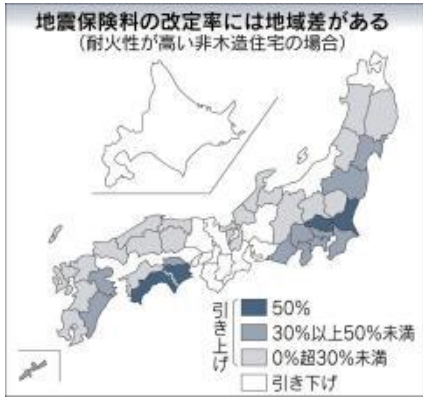 地震保険料の改定率には地域差がある
（耐火性が高い非木造住宅の場合）
引き上げ
50％
30％以上50％未満
0％超30％未満
引き下げ